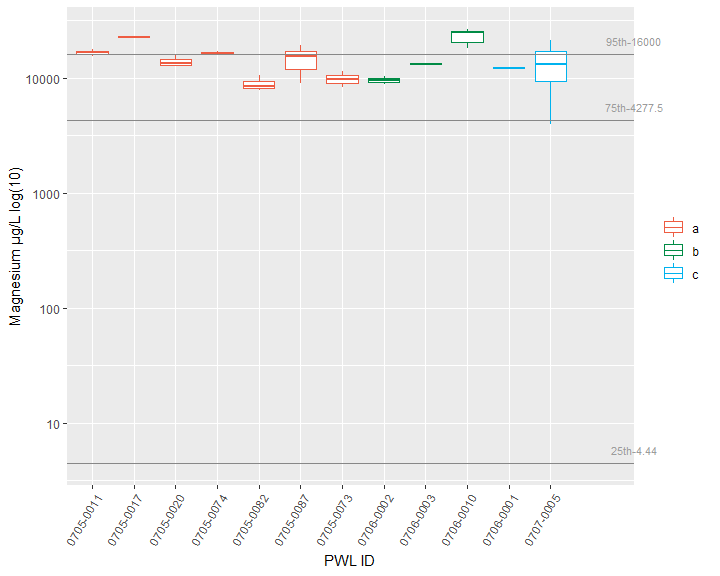 95th-16000
10000
75th-4277.5
1000
100
10
25th-4.44
Magnesium µg/L log(10)
0705-0011
0705-0017
0705-0020
0705-0074
0705-0082
0705-0087
0705-0073
0706-0002
0706-0003
0706-0010
0706-0001
0707-0005
PWL ID
a
b
c